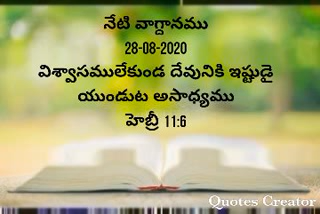 నేటి వాగ్దానము
28-08-2020
విశ్వాసములేకుండ దేవునికి ఇష్టుడై
యుండుట అసాధ్యము
హెబ్రీ 11:6
Quotes Creator